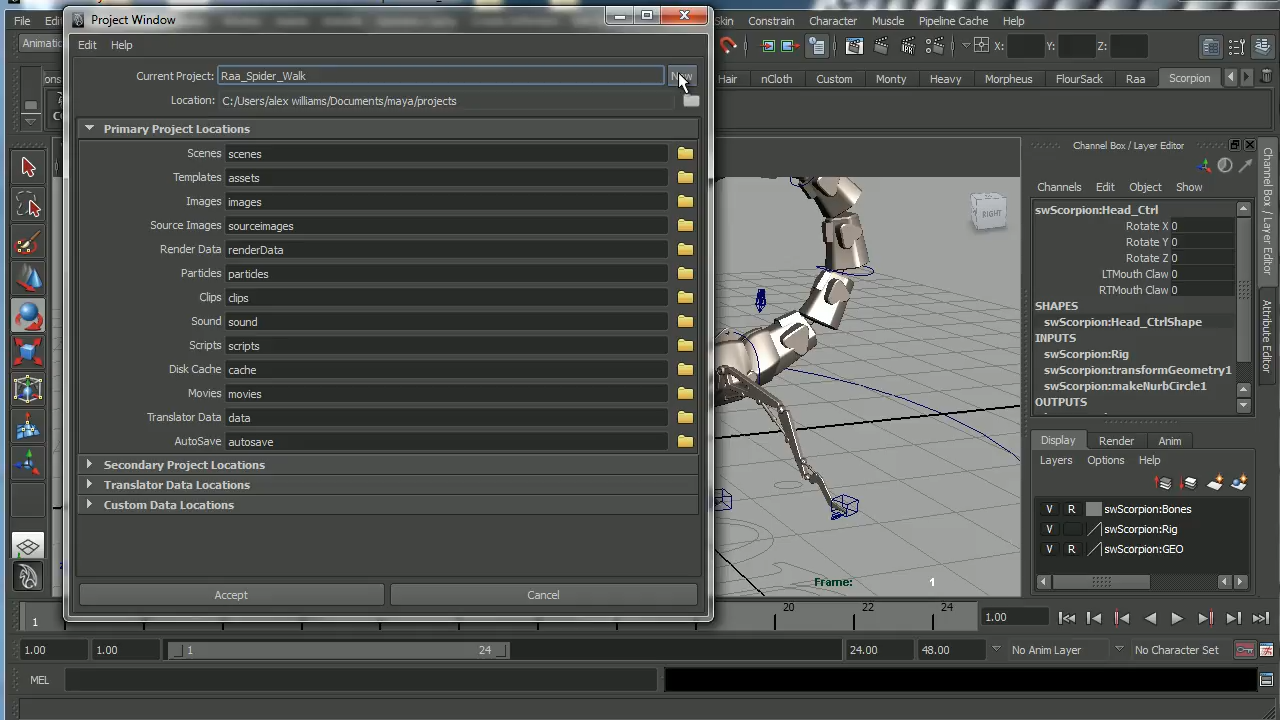 Project Window
Edit Help
Current Project: Raa_Spider_Walk New
Location: C:/Users/alex williams/Documents/maya/projects
Primary Project Locations
Scenes scenes
Templates assets
Images images
Source Images sourceimages
Render Data renderData
Particles particles
Clips clips
Sound sound
Scripts scripts
Disk Cache cache
Movies movies
Translator Data data
AutoSave autosave
Secondary Project Locations
Translator Data Locations
Custom Data Locations
Accept Cancel
File
Constraint Character Muscle Pipeline Cache Help
X: Y: Z:
Hair nCloth Custom Monty Heavy Morpheus FlourSack Raa Scorpion
RIGHT
Frame: 1
Channel Box / Layer Editor
Channels Edit Object Show
swScorpion:Head_Ctrl
Rotate X 0
Rotate Y 0
Rotate Z 0
LTMouth Claw 0
RTMouth Claw 0
SHAPES
swScorpion:Head_CtrlShape
INPUTS
swScorpion:Rig
swScorpion:transformGeometry1
swScorpion:makeNurbCircle1
OUTPUTS
Display Render Anim
Layers Options Help
V R swScorpion:Bones
V swScorpion:Rig
V R swScorpion:GEO
Channel Box / Layer Editor
Attribute Editor
1 20 22 24 1.00
1.00 1.00 1 24 24.00 48.00 No Anim Layer No Character Set
MEL